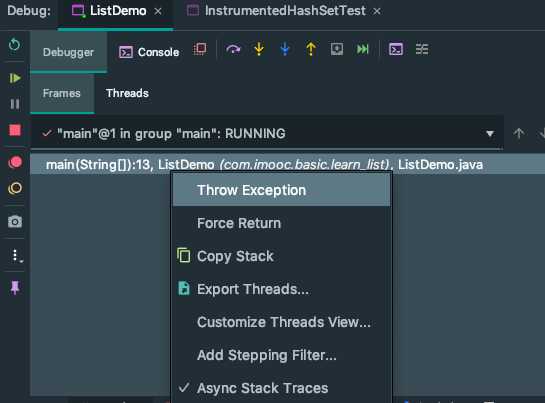 Debug: ListDemo × InstrumentedHashSetTest ×
Debugger Console
Frames Threads
"main"@1 in group "main": RUNNING
main(String[]):13, ListDemo (com.imooc.basic.learn_list), ListDemo.java
Throw Exception
Force Return
Copy Stack
Export Threads...
Customize Threads View...
Add Stepping Filter...
Async Stack Traces